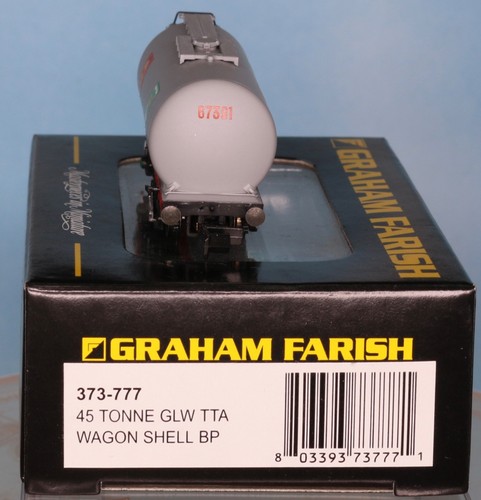 67301
GRAHAM FARISH
GRAHAM FARISH
373-777
45 TONNE GLW TTA
WAGON SHELL BP
8 03393 73777 1